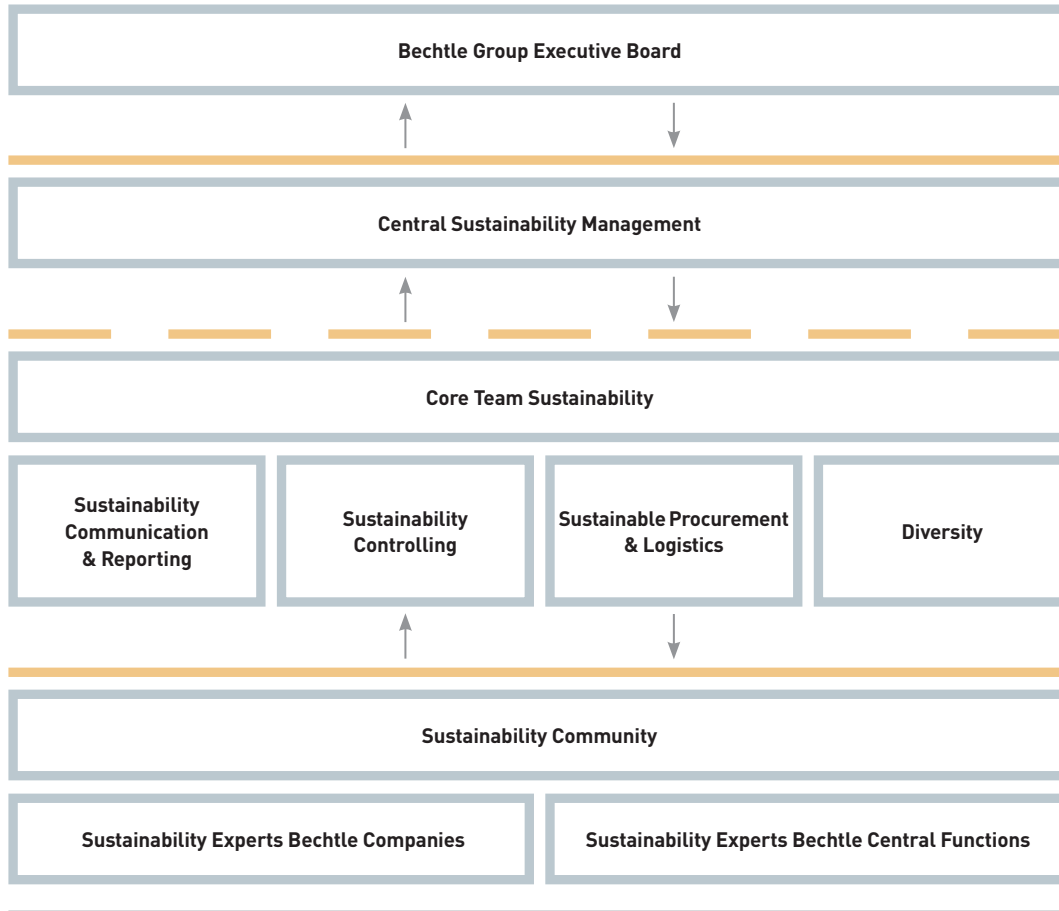 Bechtle Group Executive Board
Central Sustainability Management
Core Team Sustainability
Sustainability
Communication
& Reporting
Sustainability
Controlling
Sustainable Procurement
& Logistics
Diversity
Sustainability Community
Sustainability Experts Bechtle Companies
Sustainability Experts Bechtle Central Functions